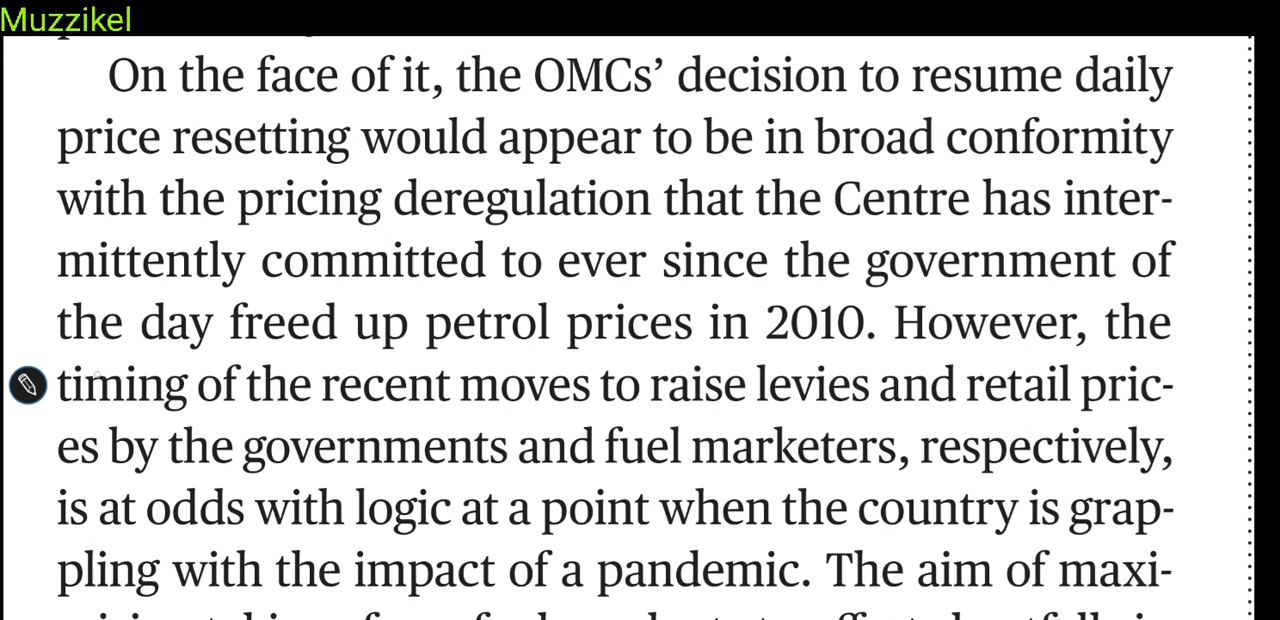 Muzzikel
On the face of it, the OMCs’ decision to resume daily
price resetting would appear to be in broad conformity
with the pricing deregulation that the Centre has inter-
mittently committed to ever since the government of
the day freed up petrol prices in 2010. However, the
timing of the recent moves to raise levies and retail pric-
es by the governments and fuel marketers, respectively,
is at odds with logic at a point when the country is grap-
pling with the impact of a pandemic. The aim of maxi-